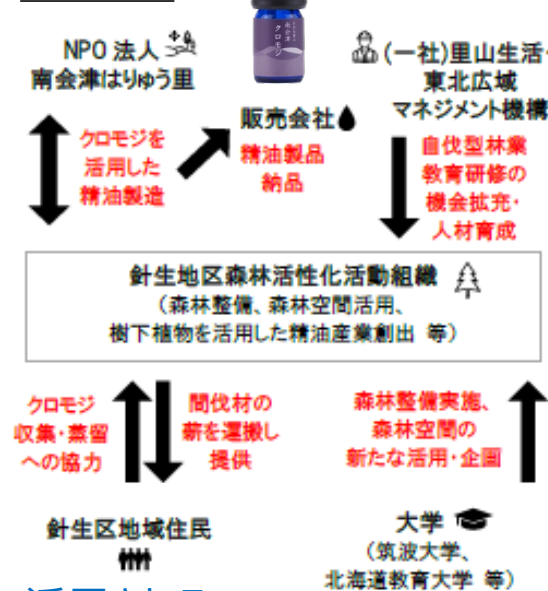 NPO 法人
南会津はりゅう里
南会津
クロモジ
(一社)里山生活・
東北広域
マネジメント機構
販売会社
クロモジを
活用した
精油製造
精油製品
納品
自伐型林業
教育研修の
機会拡充・
人材育成
針生地区森林活性化活動組織
(森林整備、森林空間活用、
樹下植物を活用した精油産業創出 等)
クロモジ
収集・蒸留
への協力
間伐材の
薪を運搬し
提供
森林整備実施、
森林空間の
新たな活用・企画
針生区地域住民
大学
(筑波大学、
北海道教育大学 等)